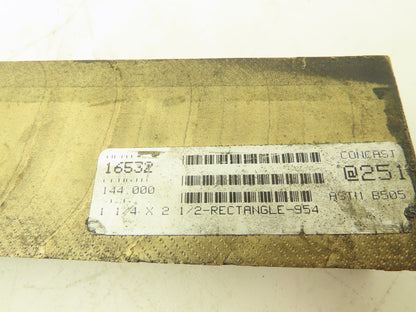 16532
CONCAST
@251
144.000
ASTM B505
1 1/4 X 2 1/2-RECTANGLE-954